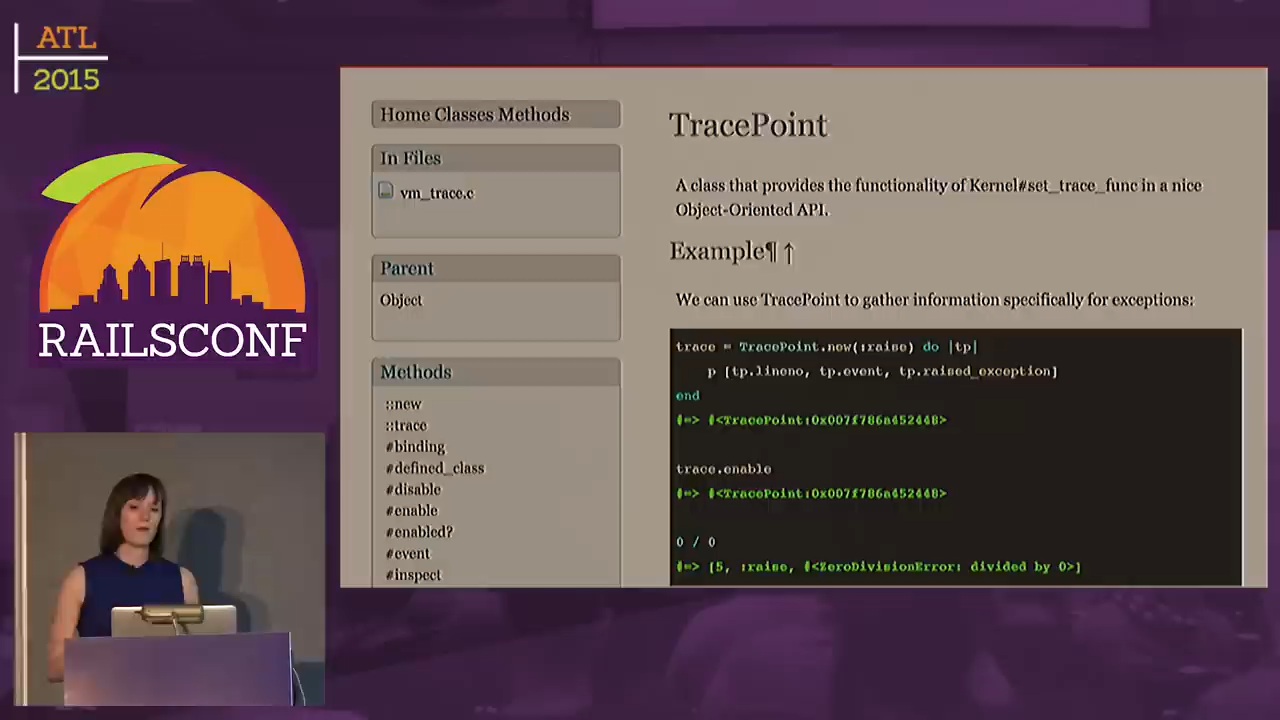 ATL
2015
RAILSCONF
Home Classes Methods
In Files
vm_trace.c
Parent
Object
Methods
::new
::trace
#binding
#defined_class
#disable
#enable
#enabled?
#event
#inspect
TracePoint
A class that provides the functionality of Kernel#set_trace_func in a nice
Object-Oriented API.
Example¶ ↑
We can use TracePoint to gather information specifically for exceptions:
trace = TracePoint.new(:raise) do |tp|
p [tp.lineno, tp.event, tp.raised_exception]
end
#=> #<TracePoint:0x007f786a452448>
trace.enable
#=> #<TracePoint:0x007f786a452448>
0 / 0
#=> [5, :raise, #<ZeroDivisionError: divided by 0>]